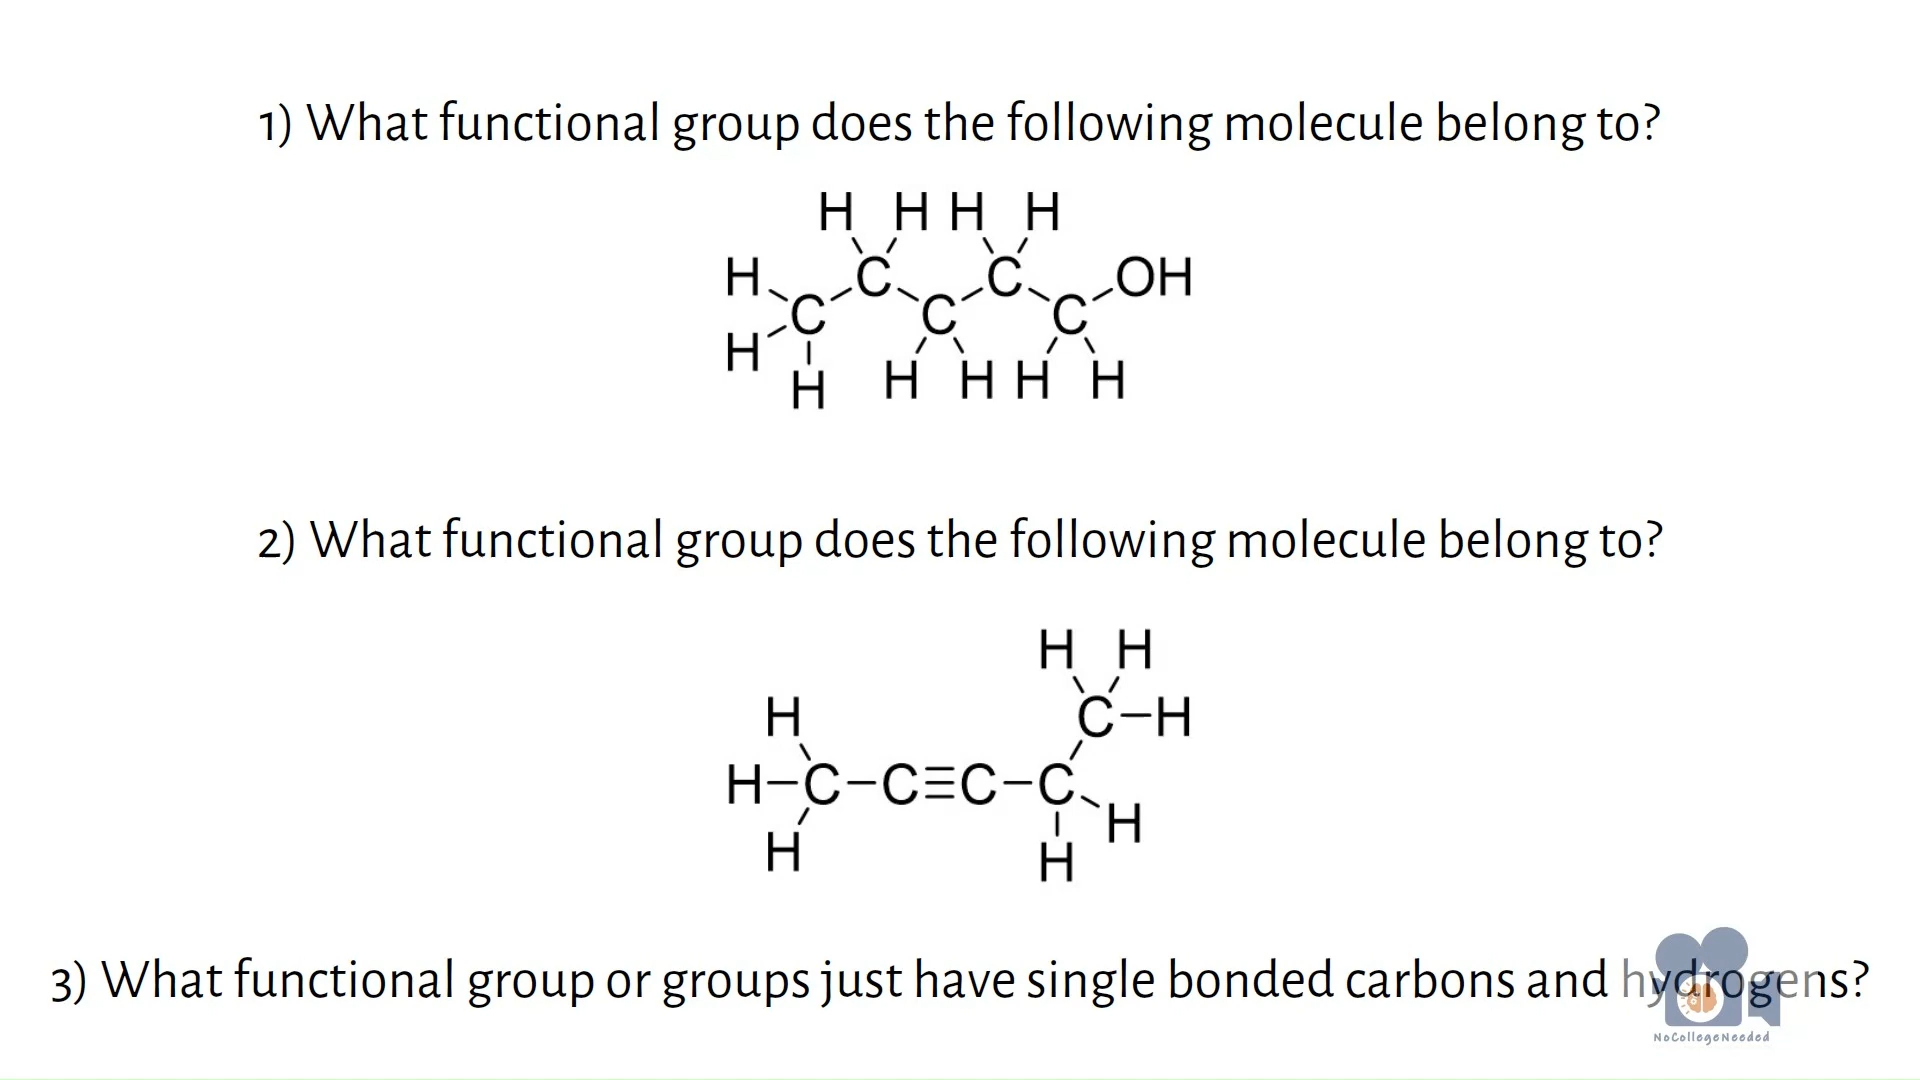 1) What functional group does the following molecule belong to?
H H H H
H C C OH
C C C
H
H H H H H
2) What functional group does the following molecule belong to?
H H
H C–H
H–C–C≡C–C
H H
H
3) What functional group or groups just have single bonded carbons and hydrogens?
NoCollegeNeeded